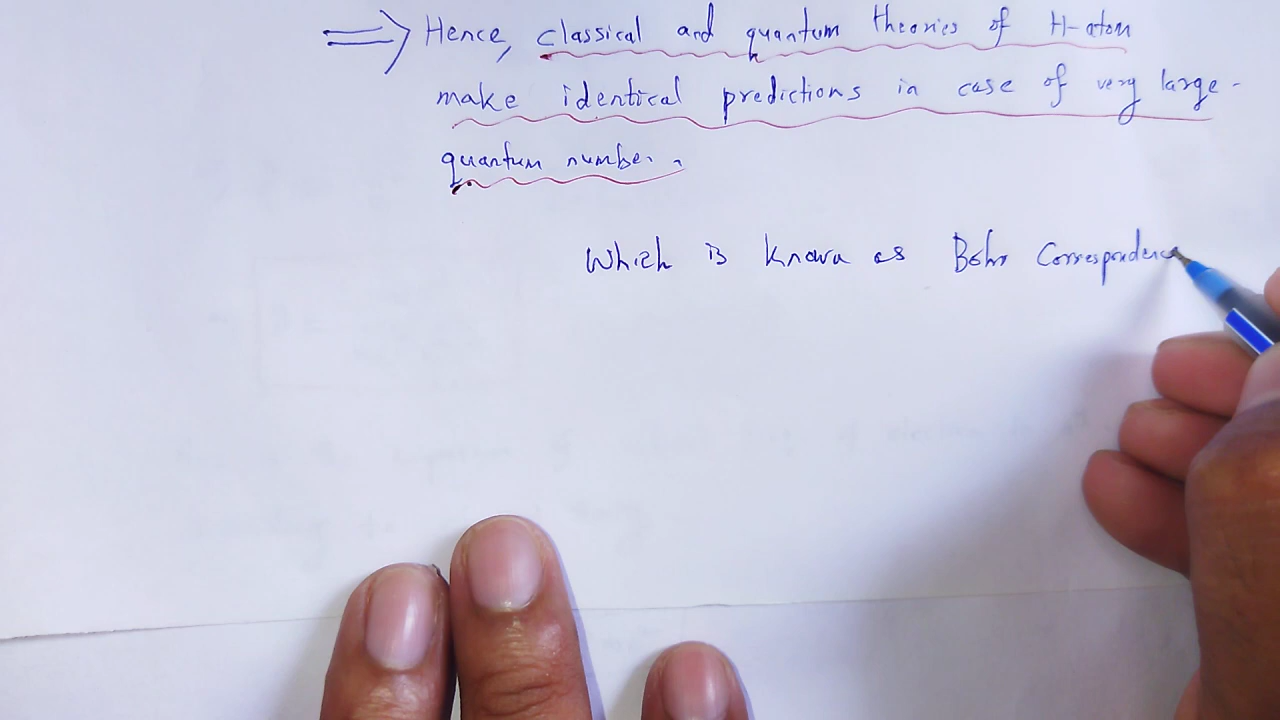 ⇒ Hence, classical and quantum theories of H-atom
make identical predictions in case of very large-
quantum number.
Which is known as Bohr Correspondence